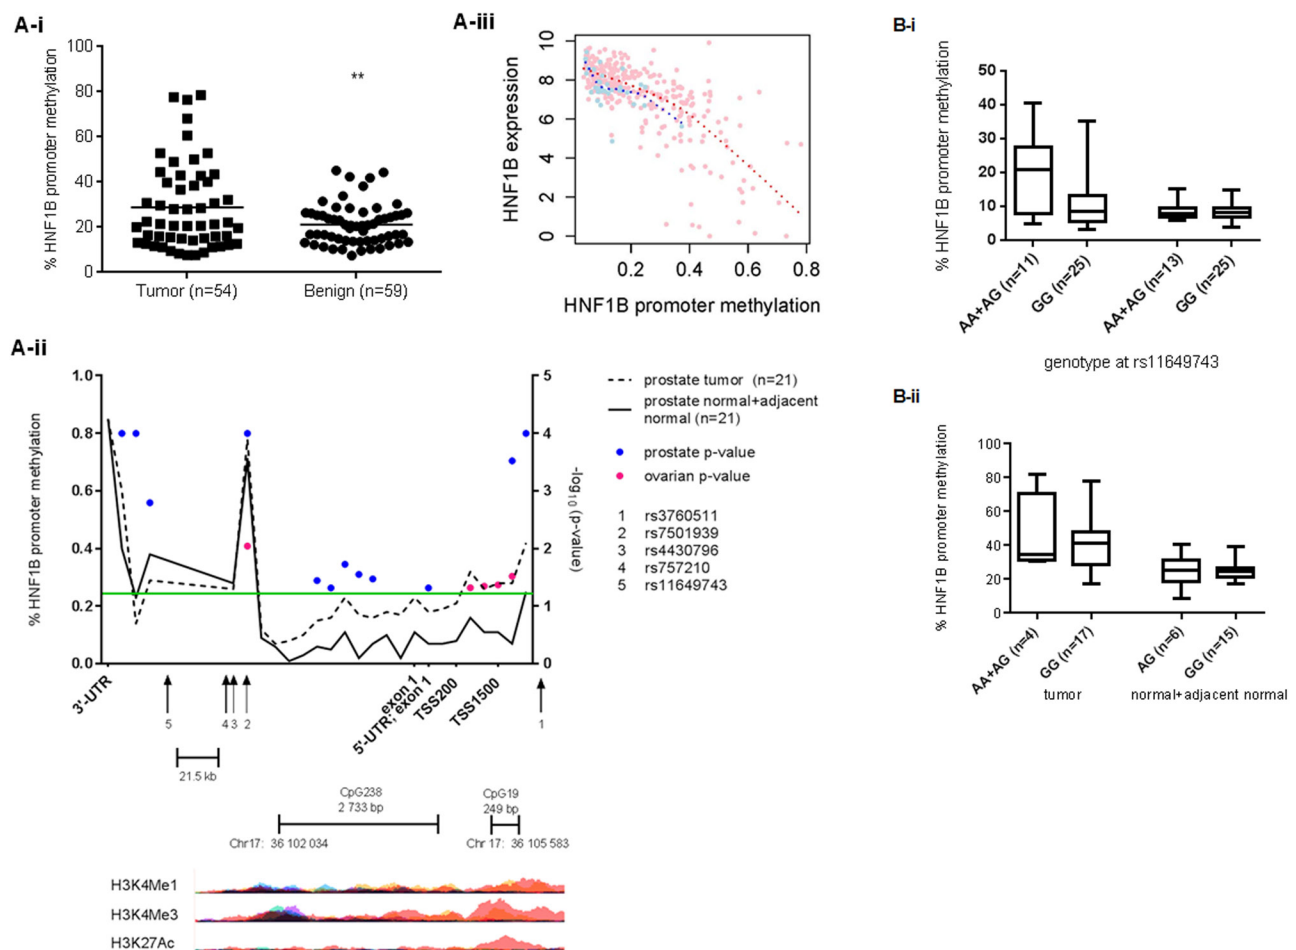 A-i
% HNF1B promoter methylation
100
80
60
40
20
0
**
Tumor (n=54)
Benign (n=59)
A-iii
HNF1B expression
10
8
6
4
2
0
0.2
0.4
0.6
0.8
HNF1B promoter methylation
B-i
% HNF1B promoter methylation
50
40
30
20
10
0
AA+AG (n=11)
GG (n=25)
AA+AG (n=13)
GG (n=25)
genotype at rs11649743
A-ii
% HNF1B promoter methylation
1.0
0.8
0.6
0.4
0.2
0.0
5
4
3
2
1
0
-log10 (p-value)
prostate tumor (n=21)
prostate normal+adjacent
normal (n=21)
prostate p-value
ovarian p-value
1 rs3760511
2 rs7501939
3 rs4430796
4 rs757210
5 rs11649743
3'-UTR
exon 1
5'-UTR; exon 1
TSS200
TSS1500
5
4
3
2
1
21.5 kb
CpG238
2 733 bp
CpG19
249 bp
Chr17: 36 102 034
Chr 17: 36 105 583
H3K4Me1
H3K4Me3
H3K27Ac
B-ii
% HNF1B promoter methylation
100
80
60
40
20
0
AA+AG (n=4)
GG (n=17)
AG (n=6)
GG (n=15)
tumor
normal+adjacent normal